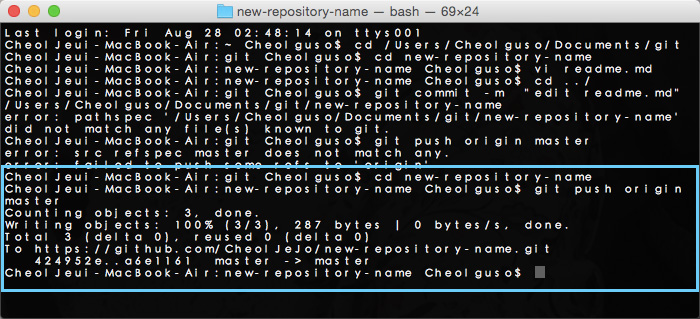 new-repository-name — bash — 69×24
Last login: Fri Aug 28 02:48:14 on ttys001
CheolJeui-MacBook-Air:~ Cheolguso$ cd /Users/Cheolguso/Documents/git
CheolJeui-MacBook-Air:git Cheolguso$ cd new-repository-name
CheolJeui-MacBook-Air:new-repository-name Cheolguso$ vi readme.md
CheolJeui-MacBook-Air:new-repository-name Cheolguso$ cd ../
CheolJeui-MacBook-Air:git Cheolguso$ git commit -m "edit readme.md"
/Users/Cheolguso/Documents/git/new-repository-name
error: pathspec '/Users/Cheolguso/Documents/git/new-repository-name'
did not match any file(s) known to git.
CheolJeui-MacBook-Air:git Cheolguso$ git push origin master
error: src refspec master does not match any.
error: failed to push some refs to 'origin'
CheolJeui-MacBook-Air:git Cheolguso$ cd new-repository-name
CheolJeui-MacBook-Air:new-repository-name Cheolguso$ git push origin
master
Counting objects: 3, done.
Writing objects: 100% (3/3), 287 bytes | 0 bytes/s, done.
Total 3 (delta 0), reused 0 (delta 0)
To https://github.com/CheolJeJo/new-repository-name.git
424952e..a6e1161 master -> master
CheolJeui-MacBook-Air:new-repository-name Cheolguso$